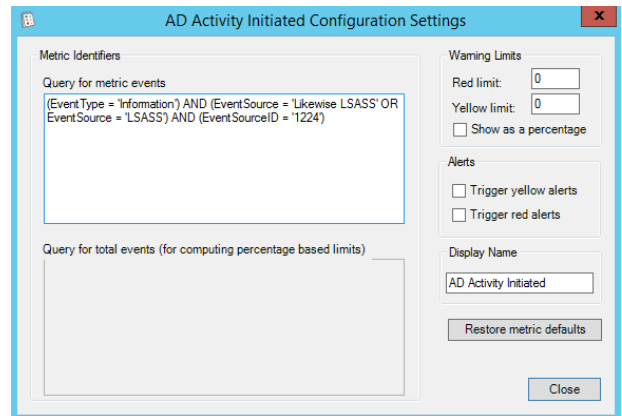 AD Activity Initiated Configuration Settings
x
Metric Identifiers
Query for metric events
(EventType = 'Information') AND (EventSource = 'Likewise LSASS' OR
EventSource = 'LSASS') AND (EventSourceID = '1224')
Query for total events (for computing percentage based limits)
Warning Limits
Red limit: 0
Yellow limit: 0
Show as a percentage
Alerts
Trigger yellow alerts
Trigger red alerts
Display Name
AD Activity Initiated
Restore metric defaults
Close